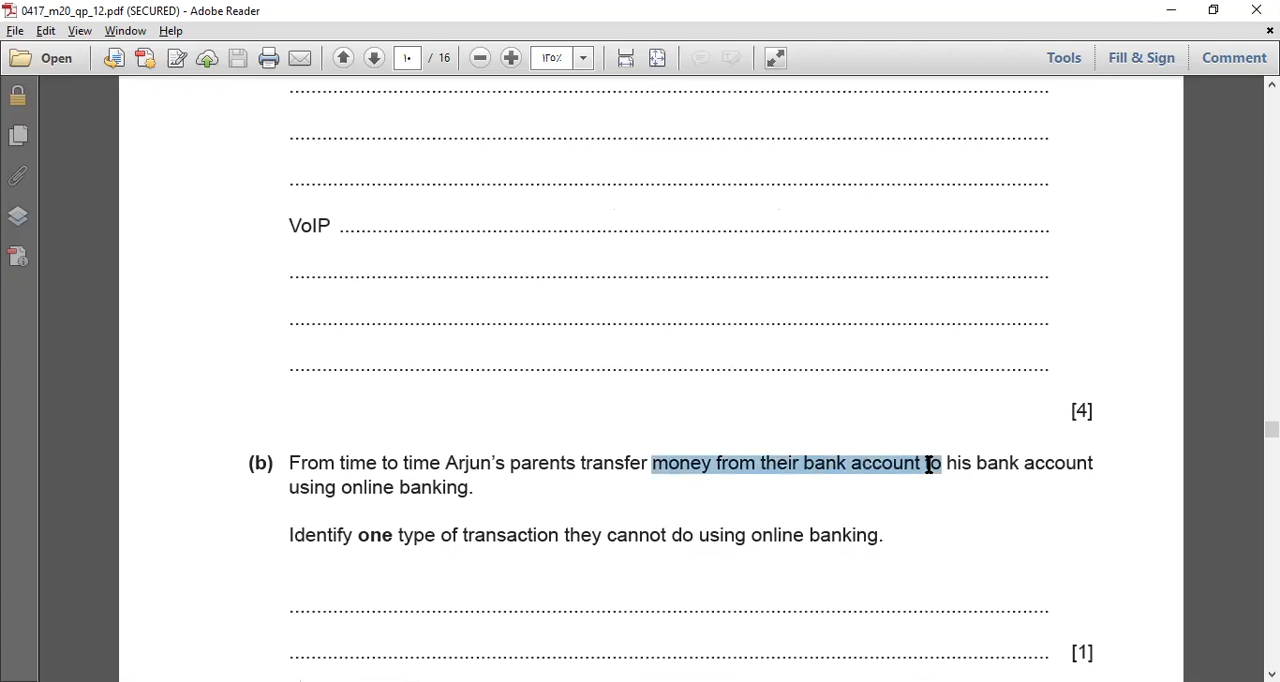 0417_m20_qp_12.pdf (SECURED) - Adobe Reader
File Edit View Window Help
Open ١٠ / 16 ١٣٥٪ Tools Fill & Sign Comment
VoIP
[4]
(b) From time to time Arjun's parents transfer money from their bank account to his bank account
using online banking.
Identify one type of transaction they cannot do using online banking.
[1]